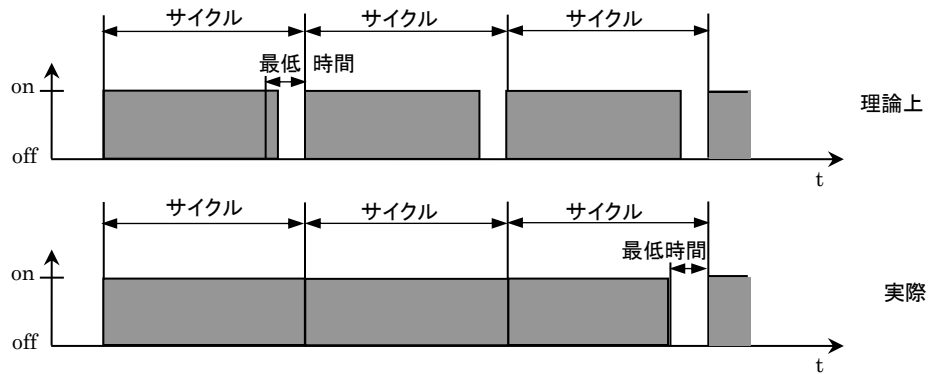 サイクル サイクル サイクル
最低 時間
on
理論上
off
t
サイクル サイクル サイクル
最低時間
on
実際
off
t